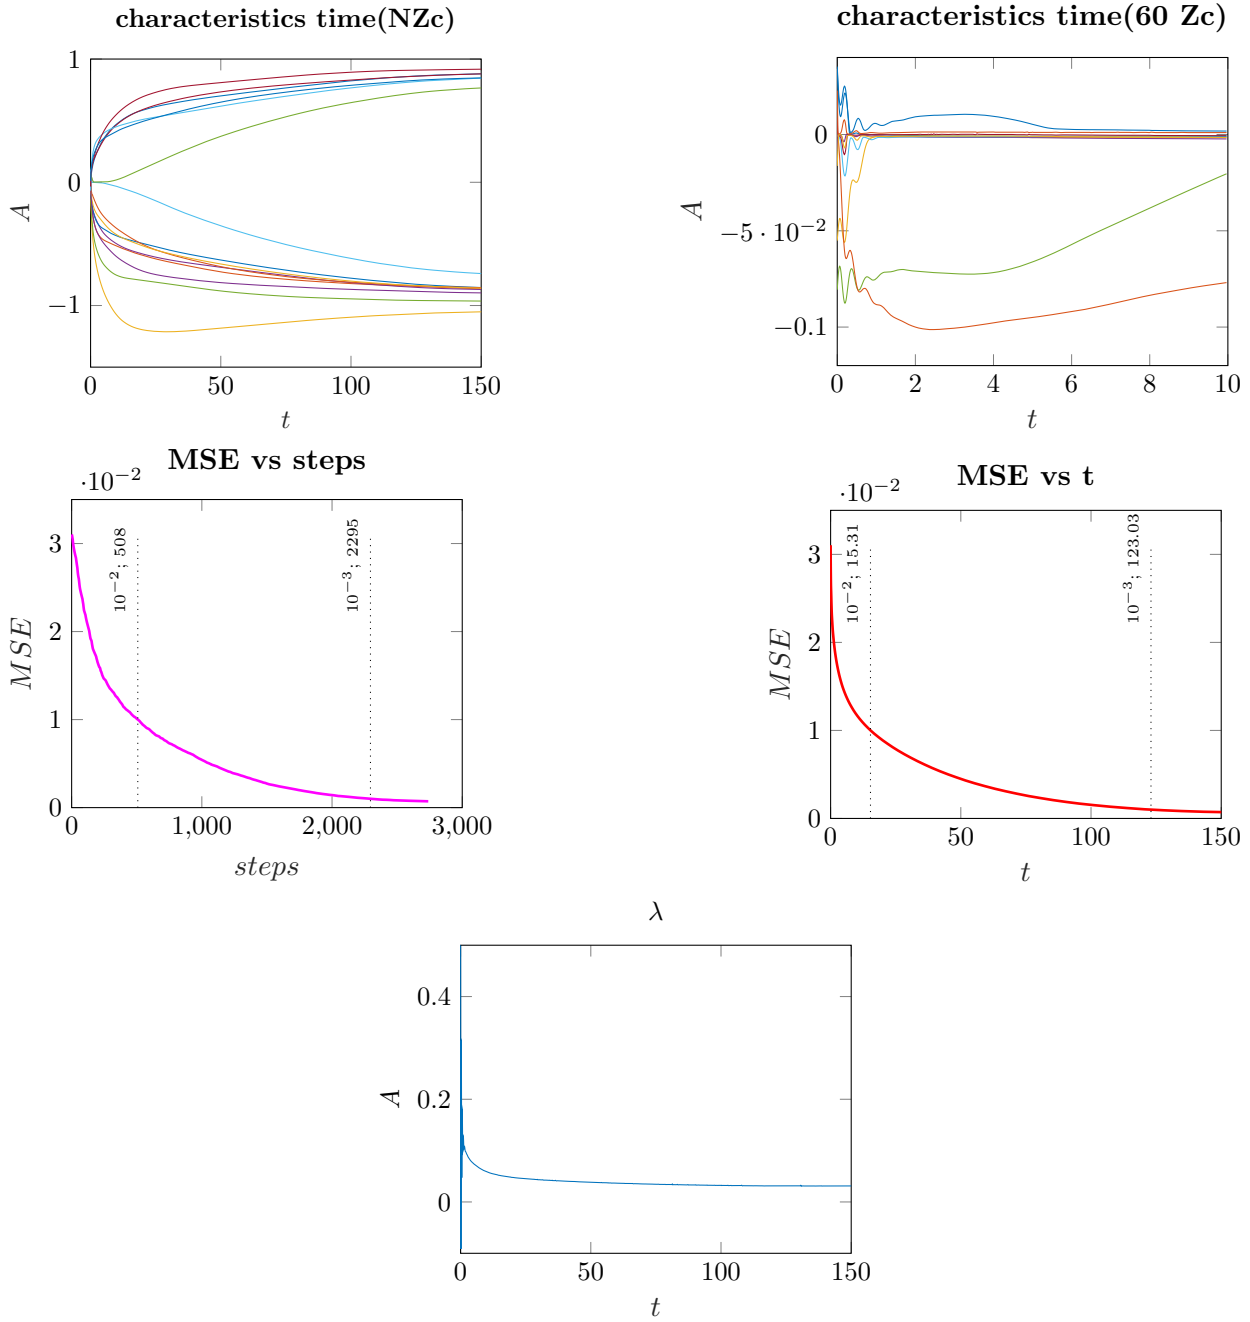 characteristics time(NZc)
1
0
−1
A
0
50
100
150
t
characteristics time(60 Zc)
0
−5 · 10−2
−0.1
A
0
2
4
6
8
10
t
MSE vs steps
·10−2
3
2
1
0
MSE
10−2; 508
10−3; 2295
0
1,000
2,000
3,000
steps
MSE vs t
·10−2
3
2
1
0
MSE
10−2; 15.31
10−3; 123.03
0
50
100
150
t
λ
0.4
0.2
0
A
0
50
100
150
t